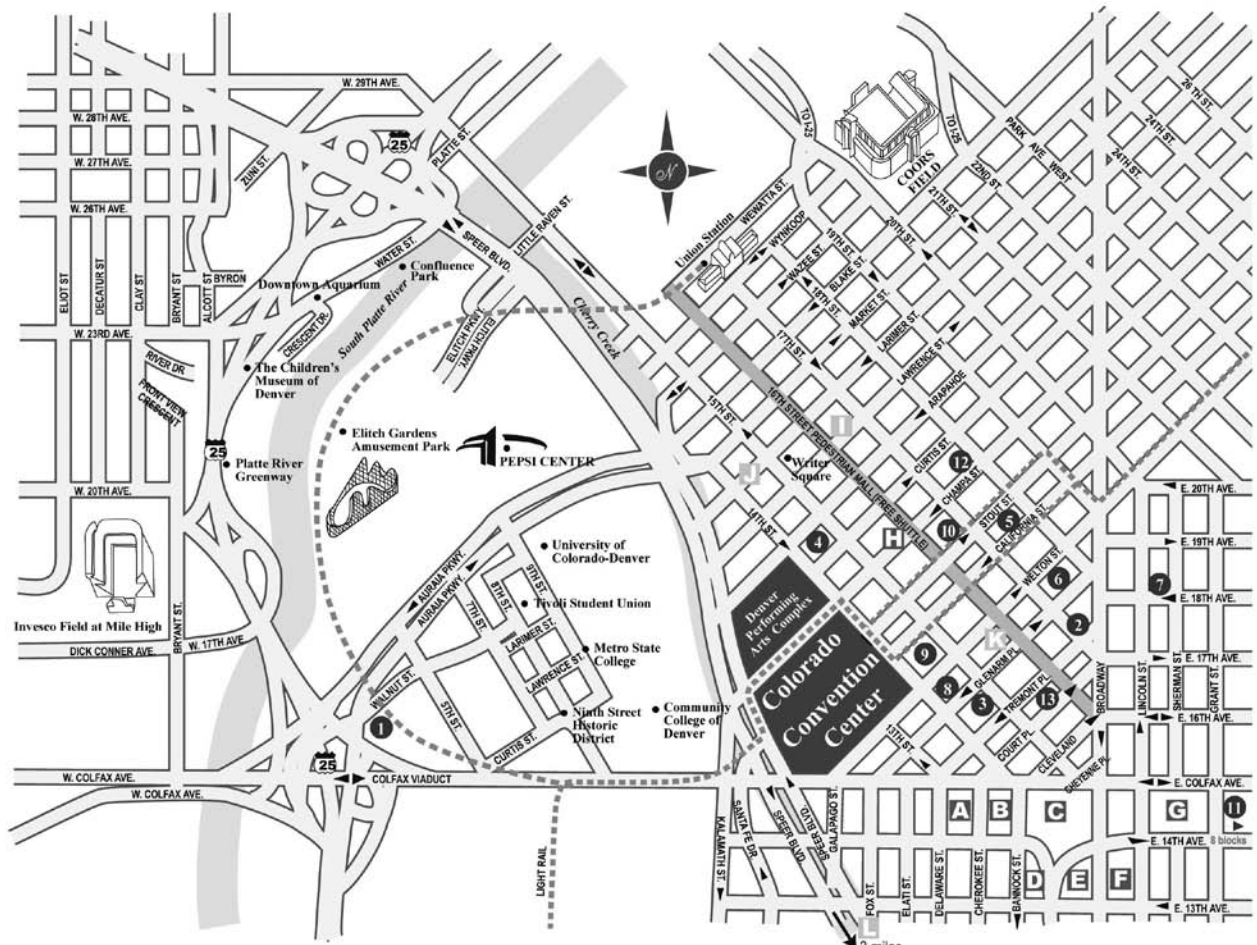 W. 29TH AVE.
W. 28TH AVE.
W. 27TH AVE.
W. 26TH AVE.
ZUNI ST.
25
PLATTE ST.
TO I-25
TO I-25
COORS
FIELD
PARK AVE WEST
26TH ST.
24TH ST.
24TH ST.
22ND ST.
21TH ST.
20TH ST.
19TH ST.
18TH ST.
17TH ST.
N
ELIOT ST
DECATUR ST
CLAY ST
BRYANT ST
ALCOTT ST
BYRON
WATER ST.
SPEER BLVD.
LITTLE RAVEN ST.
Confluence
Park
Downtown Aquarium
CRESCENT DR.
South Platte River
ELITCH PKWY.
ELITCH PKWY.
Cherry Creek
Union Station
WEWATTA ST.
WYNKOOP
WAZEE ST.
BLAKE ST.
MARKET ST.
LARIMER ST.
LAWRENCE ST.
ARAPAHOE
CURTIS ST.
CHAMPA ST.
STOUT ST.
CALIFORNIA ST.
WELTON ST.
GLENARM PL.
TREMONT PL.
COURT PL.
CLEVELAND
CHEYENNE PL.
W. 23RD AVE.
RIVER DR.
FRONT VIEW
CRESCENT
The Children's
Museum of
Denver
25
Platte River
Greenway
Elitch Gardens
Amusement Park
PEPSI CENTER
W. 20TH AVE.
Invesco Field at Mile High
BRYANT ST.
W. 17TH AVE
DICK CONNER AVE.
15TH ST.
16TH STREET PEDESTRIAN MALL (FREE SHUTTLE)
Writer
Square
14TH ST.
13TH ST.
I
J
H
K
12
10
5
4
6
7
2
9
8
3
13
1
11
AURAIA PKWY.
AURAIA PKWY.
University of
Colorado-Denver
9TH ST.
8TH ST.
7TH ST.
5TH ST.
Tivoli Student Union
LARIMER ST.
LAWRENCE ST.
WALNUT ST.
CURTIS ST.
Metro State
College
Ninth Street
Historic
District
Community
College of
Denver
Denver
Performing
Arts Complex
Colorado
Convention
Center
E. 20TH AVE.
E. 19TH AVE.
E. 18TH AVE.
E. 17TH AVE.
E. 16TH AVE.
E. COLFAX AVE.
E. 14TH AVE.
8 blocks
E. 13TH AVE.
BROADWAY
LINCOLN ST.
SHERMAN ST.
GRANT ST.
25
W. COLFAX AVE.
W. COLFAX AVE.
COLFAX VIADUCT
LIGHT RAIL
KALAMATH ST.
SANTA FE DR.
SPEER BLVD.
SPEER BLVD.
GALAPAGO ST.
FOX ST.
ELATI ST.
DELAWARE ST.
CHEROKEE ST.
BANNOCK ST.
A
B
C
G
D
E
F
L
2 miles